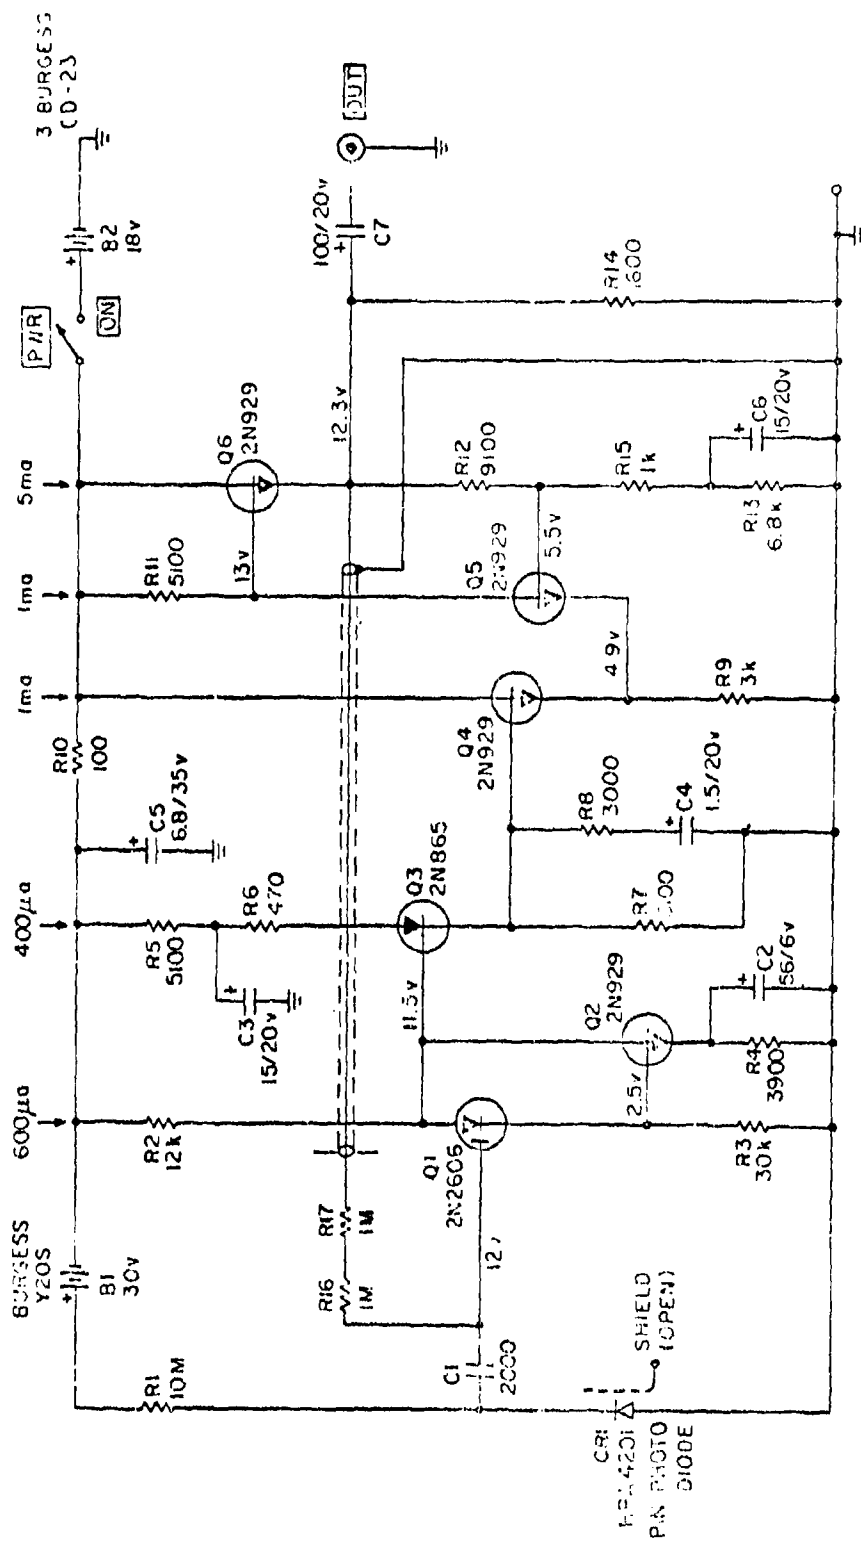 BURGESS
Y20S
B1
30v
600µa
400µa
1ma
1ma
5ma
PWR
ON
3 BURGESS
CD-23
B2
18v
R1
10M
R2
12k
R5
5100
C3
15/20v
R6
470
C5
6.8/35v
R10
100
R11
5100
Q6
2N929
13v
12.3v
100/20v
C7
OUT
R16
1M
R17
1M
C1
2000
12v
Q1
2N2606
11.5v
Q3
2N865
Q4
2N929
Q5
2N929
5.5v
4.9v
R12
9100
R14
R15
1k
R13
6.8k
C6
15/20v
R9
3k
R8
3000
C4
1.5/20v
R7
Q2
2N929
2.5v
R3
30k
R4
3900
C2
56/6v
CR1
PIN PHOTO
DIODE
SHIELD
(OPEN)